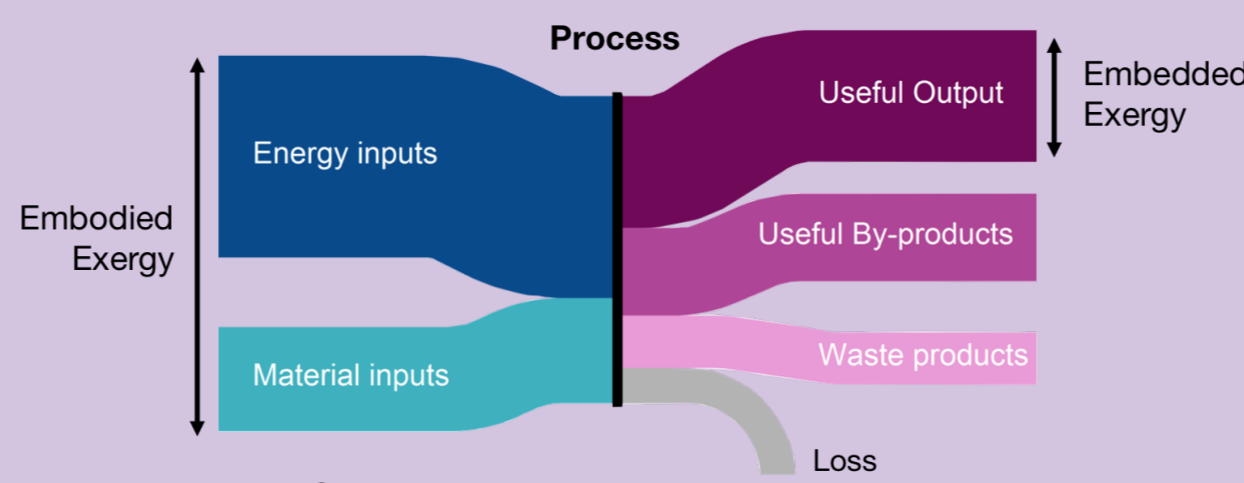 Process
Embodied
Exergy
Energy inputs
Material inputs
Useful Output
Useful By-products
Waste products
Loss
Embedded
Exergy